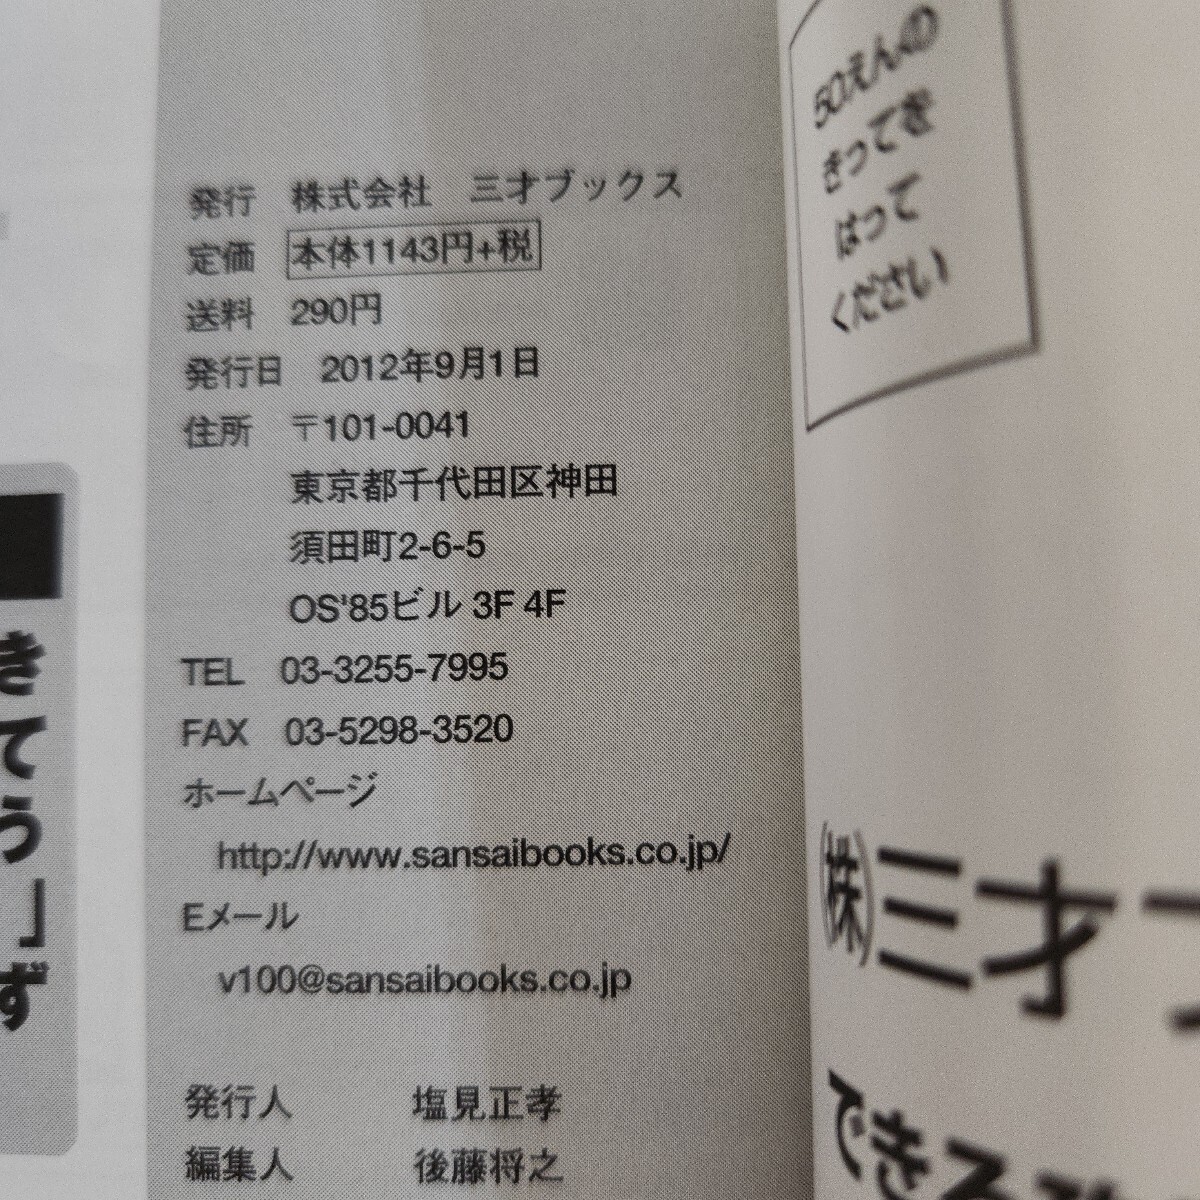 発行 株式会社 三才ブックス
定価 本体1143円+税
送料 290円
発行日 2012年9月1日
住所 〒101-0041
東京都千代田区神田
須田町2-6-5
OS'85ビル 3F 4F
TEL 03-3255-7995
FAX 03-5298-3520
ホームページ
http://www.sansaibooks.co.jp/
Eメール
v100@sansaibooks.co.jp
発行人 塩見正孝
編集人 後藤将之
50えんの
きってを
はって
ください
㈱三才